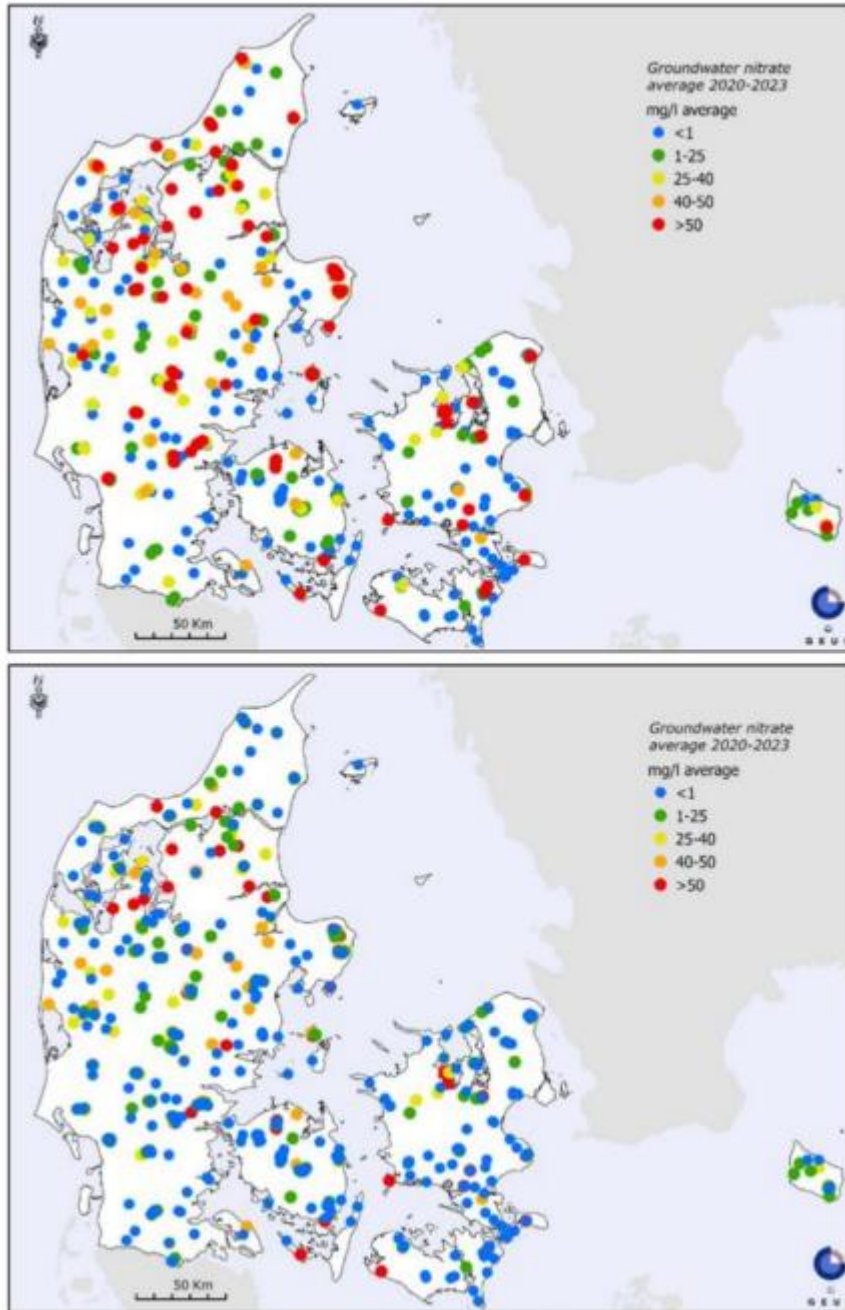 N
Groundwater nitrate
average 2020-2023
mg/l average
<1
1-25
25-40
40-50
>50
50 Km
G E U
N
Groundwater nitrate
average 2020-2023
mg/l average
<1
1-25
25-40
40-50
>50
50 Km
G E U